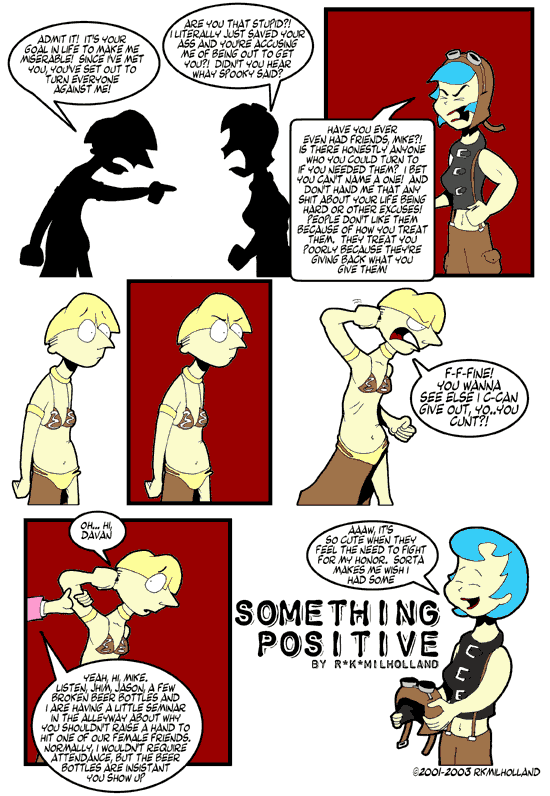 ADMIT IT! IT'S YOUR
GOAL IN LIFE TO MAKE ME
MISERABLE! SINCE I'VE MET
YOU, YOU'VE SET OUT TO
TURN EVERYONE
AGAINST ME!
ARE YOU THAT STUPID?!
I LITERALLY JUST SAVED YOUR
ASS AND YOU'RE ACCUSING
ME OF BEING OUT TO GET
YOU?! DIDN'T YOU HEAR
WHAY SPOOKY SAID?
HAVE YOU EVER
EVEN HAD FRIENDS, MIKE?!
IS THERE HONESTLY ANYONE
WHO YOU COULD TURN TO
IF YOU NEEDED THEM? I BET
YOU CAN'T NAME A ONE! AND
DON'T HAND ME THAT ANY
SHIT ABOUT YOUR LIFE BEING
HARD OR OTHER EXCUSES!
PEOPLE DON'T LIKE THEM
BECAUSE OF HOW YOU TREAT
THEM. THEY TREAT YOU
POORLY BECAUSE THEY'RE
GIVING BACK WHAT YOU
GIVE THEM!
F-F-FINE!
YOU WANNA
SEE ELSE I C-CAN
GIVE OUT, YO..YOU
CUNT?!
OH... HI,
DAVAN
YEAH, HI, MIKE.
LISTEN, JHIM, JASON, A FEW
BROKEN BEER BOTTLES AND
I ARE HAVING A LITTLE SEMINAR
IN THE ALLEYWAY ABOUT WHY
YOU SHOULDN'T RAISE A HAND TO
HIT ONE OF OUR FEMALE FRIENDS.
NORMALLY, I WOULDN'T REQUIRE
ATTENDANCE, BUT THE BEER
BOTTLES ARE INSISTANT
YOU SHOW UP
AAAW, IT'S
SO CUTE WHEN THEY
FEEL THE NEED TO FIGHT
FOR MY HONOR. SORTA
MAKES ME WISH I
HAD SOME
SOMETHING
POSITIVE
BY R*K*MILHOLLAND
©2001-2003 RKMILHOLLAND